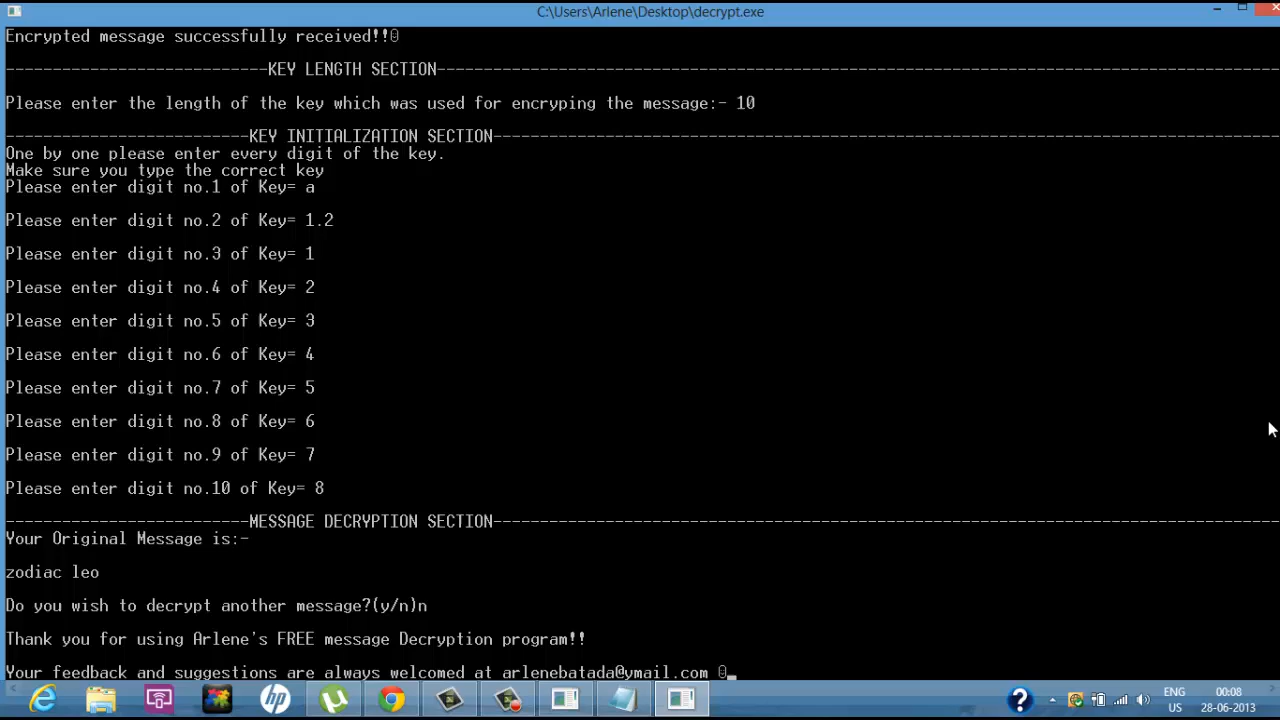 C:\Users\Arlene\Desktop\decrypt.exe
Encrypted message successfully received!!☺
---------------------------KEY LENGTH SECTION---------------------------
Please enter the length of the key which was used for encryping the message:- 10
--------------------------KEY INITIALIZATION SECTION--------------------------
One by one please enter every digit of the key.
Make sure you type the correct key
Please enter digit no.1 of Key= a
Please enter digit no.2 of Key= 1.2
Please enter digit no.3 of Key= 1
Please enter digit no.4 of Key= 2
Please enter digit no.5 of Key= 3
Please enter digit no.6 of Key= 4
Please enter digit no.7 of Key= 5
Please enter digit no.8 of Key= 6
Please enter digit no.9 of Key= 7
Please enter digit no.10 of Key= 8
--------------------------MESSAGE DECRYPTION SECTION--------------------------
Your Original Message is:-
zodiac leo
Do you wish to decrypt another message?(y/n)n
Thank you for using Arlene's FREE message Decryption program!!
Your feedback and suggestions are always welcomed at arlenebatada@ymail.com ☺_
hp
?
ENG
US
00:08
28-06-2013